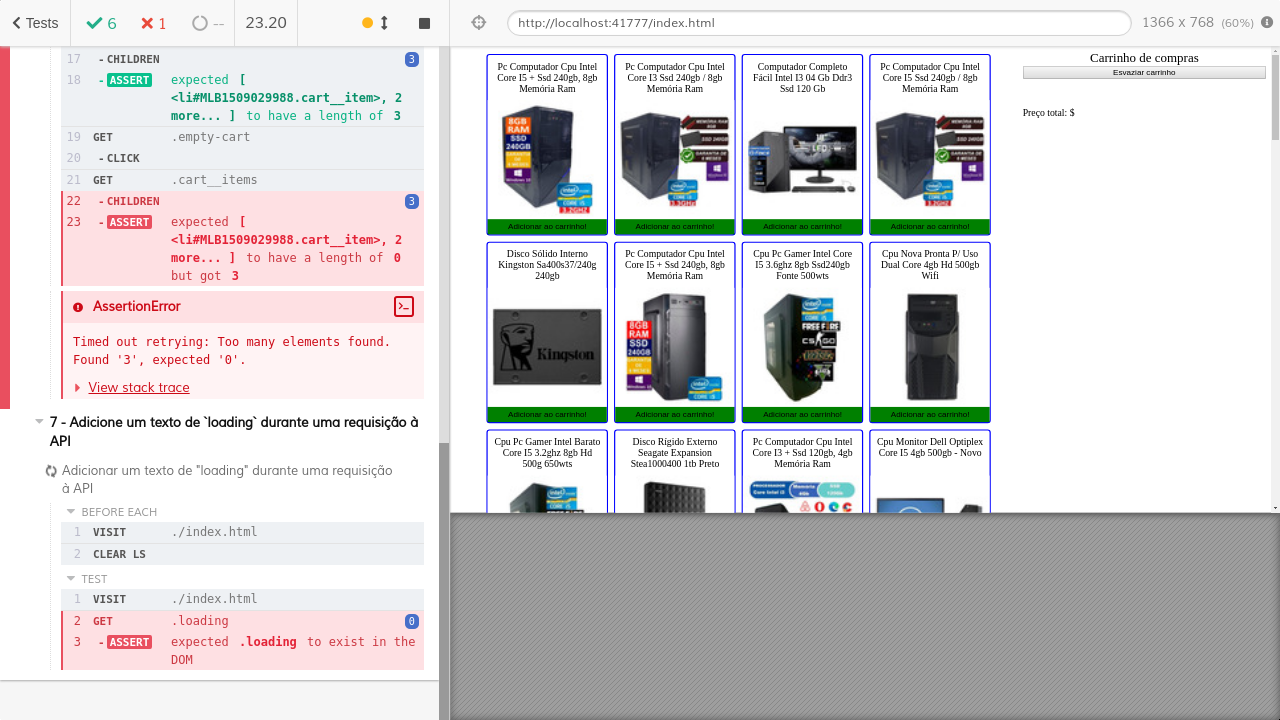 Tests
6
1
--
23.20
http://localhost:41777/index.html
1366 x 768 (60%)
17 - CHILDREN 3
18 - ASSERT expected [
<li#MLB1509029988.cart__item>, 2
more... ] to have a length of 3
19 GET .empty-cart
20 - CLICK
21 GET .cart__items
22 - CHILDREN 3
23 - ASSERT expected [
<li#MLB1509029988.cart__item>, 2
more... ] to have a length of 0
but got 3
AssertionError
Timed out retrying: Too many elements found.
Found '3', expected '0'.
View stack trace
7 - Adicione um texto de `loading` durante uma requisição à
API
Adicionar um texto de "loading" durante uma requisição
à API
BEFORE EACH
1 VISIT ./index.html
2 CLEAR LS
TEST
1 VISIT ./index.html
2 GET .loading 0
3 - ASSERT expected .loading to exist in the
DOM
Pc Computador Cpu Intel
Core I5 + Ssd 240gb, 8gb
Memória Ram
8GB
RAM
SSD
240GB
Adicionar ao carrinho!
Pc Computador Cpu Intel
Core I3 Ssd 240gb / 8gb
Memória Ram
Adicionar ao carrinho!
Computador Completo
Fácil Intel I3 04 Gb Ddr3
Ssd 120 Gb
Adicionar ao carrinho!
Pc Computador Cpu Intel
Core I5 Ssd 240gb / 8gb
Memória Ram
Adicionar ao carrinho!
Carrinho de compras
Esvaziar carrinho
Preço total: $
Disco Sólido Interno
Kingston Sa400s37/240g
240gb
Kingston
Adicionar ao carrinho!
Pc Computador Cpu Intel
Core I5 + Ssd 240gb, 8gb
Memória Ram
8GB
RAM
SSD
240GB
Adicionar ao carrinho!
Cpu Pc Gamer Intel Core
I5 3.6ghz 8gb Ssd240gb
Fonte 500wts
FREE FIRE
CS:GO
Adicionar ao carrinho!
Cpu Nova Pronta P/ Uso
Dual Core 4gb Hd 500gb
Wifi
Adicionar ao carrinho!
Cpu Pc Gamer Intel Barato
Core I5 3.2ghz 8gb Hd
500g 650wts
Disco Rígido Externo
Seagate Expansion
Stea1000400 1tb Preto
Pc Computador Cpu Intel
Core I3 + Ssd 120gb, 4gb
Memória Ram
Cpu Monitor Dell Optiplex
Core I5 4gb 500gb - Novo